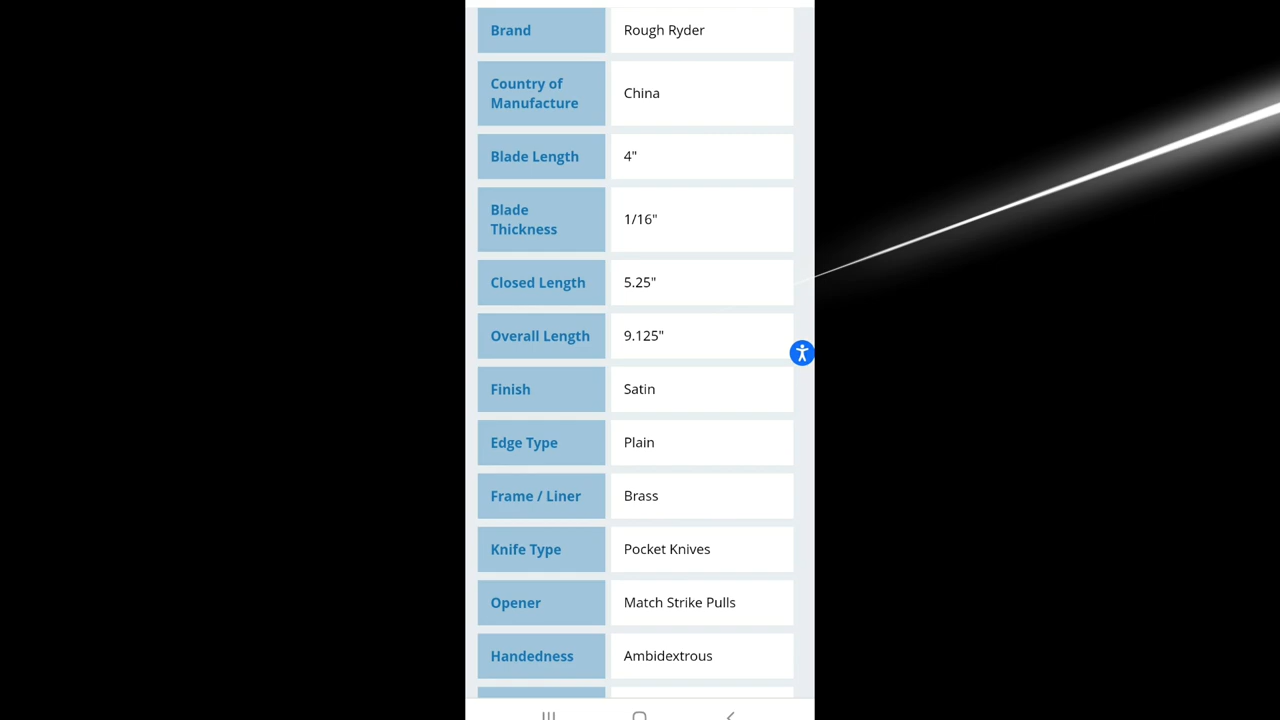 Brand
Rough Ryder
Country of
Manufacture
China
Blade Length
4"
Blade
Thickness
1/16"
Closed Length
5.25"
Overall Length
9.125"
Finish
Satin
Edge Type
Plain
Frame / Liner
Brass
Knife Type
Pocket Knives
Opener
Match Strike Pulls
Handedness
Ambidextrous